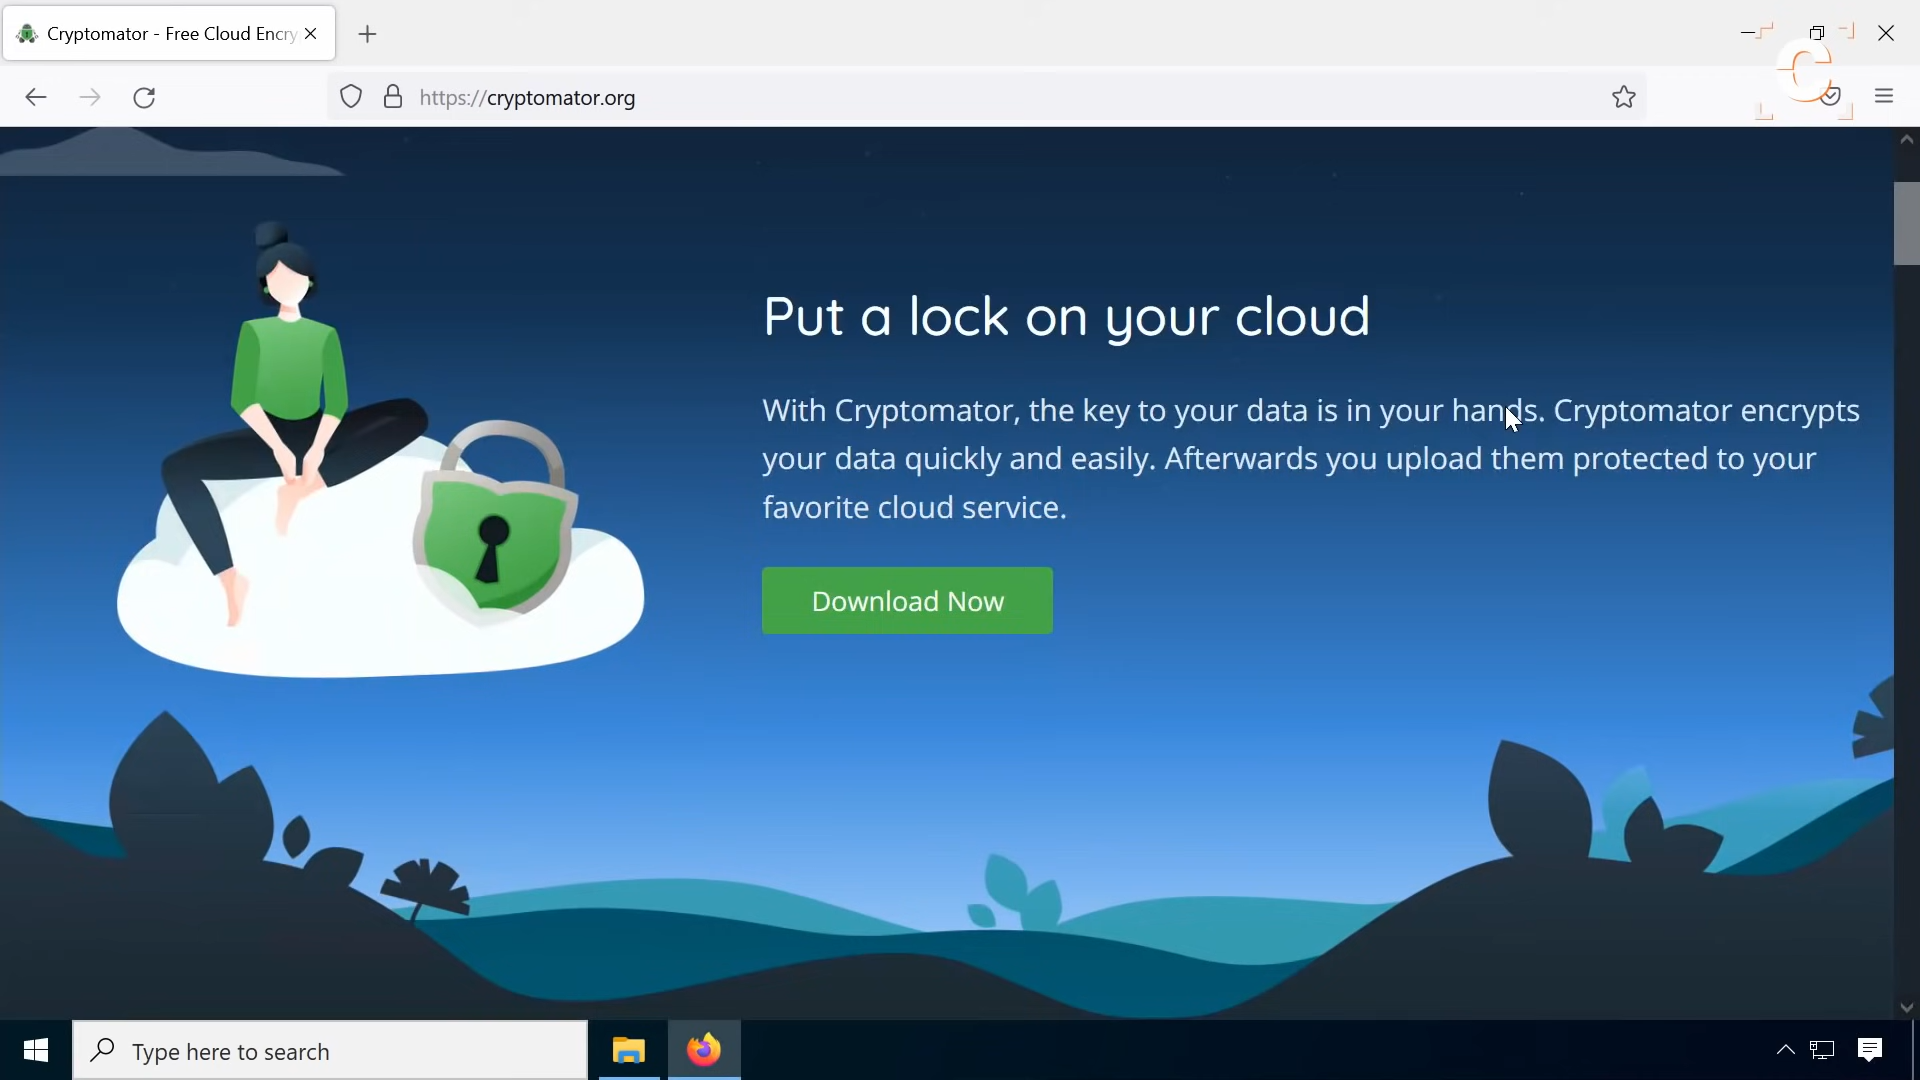 Cryptomator - Free Cloud Encry
https://cryptomator.org
Put a lock on your cloud
With Cryptomator, the key to your data is in your hands. Cryptomator encrypts
your data quickly and easily. Afterwards you upload them protected to your
favorite cloud service.
Download Now
Type here to search